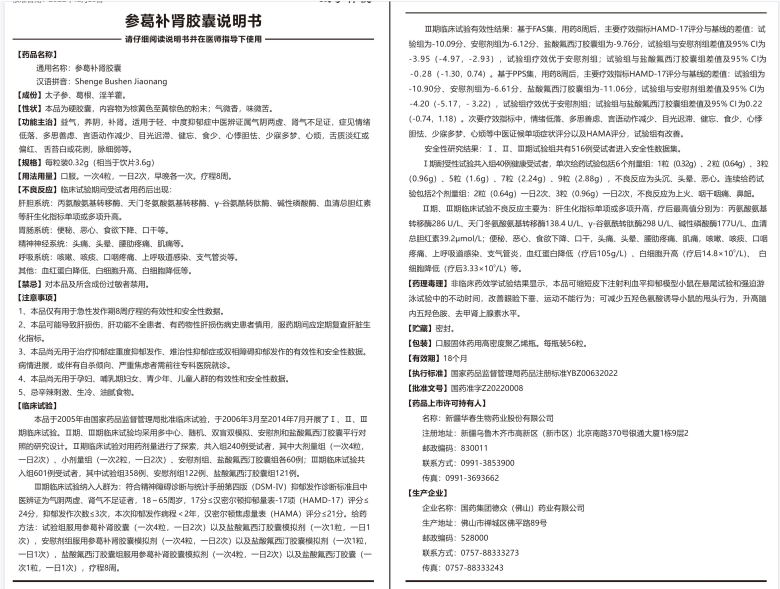 参葛补肾胶囊说明书
请仔细阅读说明书并在医师指导下使用
【药品名称】
通用名称：参葛补肾胶囊
汉语拼音：Shenge Bushen Jiaonang
【成份】太子参、葛根、淫羊藿。
【性状】本品为硬胶囊，内容物为棕黄色至黄棕色的粉末；气微香，味微苦。
【功能主治】益气，养阴，补肾。适用于轻、中度抑郁症中医辨证属气阴两虚、肾气不足证，症见情绪
低落、多思善虑、言语动作减少、目光迟滞、健忘、食少、心悸胆怯、少寐多梦、心烦，舌质淡红或
偏红、舌苔白或花剥，脉细弱等。
【规格】每粒装0.32g（相当于饮片3.6g）
【用法用量】口服。一次4粒，一日2次，早晚各一次。疗程8周。
【不良反应】临床试验期间受试者用药后出现：
肝胆系统：丙氨酸氨基转移酶、天门冬氨酸氨基转移酶、γ-谷氨酰转肽酶、碱性磷酸酶、血清总胆红素
等肝生化指标单项或多项升高。
胃肠系统：便秘、恶心、食欲下降、口干等。
精神神经系统：头痛、头晕、腰肋疼痛、肌痛等。
呼吸系统：咳嗽、咳痰、口咽疼痛、上呼吸道感染、支气管炎等。
其他：血红蛋白降低、白细胞升高、白细胞降低等。
【禁忌】对本品及所含成份过敏者禁用。
【注意事项】
1、本品仅有用于急性发作期8周疗程的有效性和安全性数据。
2、本品可能导致肝损伤，肝功能不全患者、有药物性肝损伤病史患者慎用，服药期间应定期复查肝脏生
化指标。
3、本品尚无用于治疗抑郁症重度抑郁发作、难治性抑郁症或双相障碍抑郁发作的有效性和安全性数据。
病情进展，或伴有自杀倾向、严重焦虑者需前往专科医院就诊。
4、本品尚无用于孕妇、哺乳期妇女、青少年、儿童人群的有效性和安全性数据。
5、忌辛辣刺激、生冷、油腻食物。
【临床试验】
本品于2005年由国家药品监督管理局批准临床试验，于2006年3月至2014年7月开展了Ⅰ、Ⅱ、Ⅲ
期临床试验。Ⅱ期、Ⅲ期临床试验均采用多中心、随机、双盲双模拟、安慰剂和盐酸氟西汀胶囊平行对
照的研究设计。Ⅱ期临床试验对用药剂量进行了探索，共入组240例受试者，其中大剂量组（一次4粒，
一日2次）、小剂量组（一次2粒，一日2次）、安慰剂组、盐酸氟西汀胶囊组各60例；Ⅲ期临床试验共
入组601例受试者，其中试验组358例、安慰剂组122例、盐酸氟西汀胶囊组121例。
Ⅲ期临床试验纳入人群为：符合精神障碍诊断与统计手册第四版（DSM-Ⅳ）抑郁发作诊断标准且中
医辨证为气阴两虚、肾气不足证者，18－65周岁，17分≤汉密尔顿抑郁量表-17项（HAMD-17）评分≤
24分，抑郁发作次数≤3次，本次抑郁发作病程＜2年，汉密尔顿焦虑量表（HAMA）评分≤21分。给药
方法：试验组服用参葛补肾胶囊（一次4粒，一日2次）以及盐酸氟西汀胶囊模拟剂（一次1粒，一日1
次），安慰剂组服用参葛补肾胶囊模拟剂（一次4粒，一日2次）以及盐酸氟西汀胶囊模拟剂（一次1粒，
一日1次），盐酸氟西汀胶囊组服用参葛补肾模拟剂（一次4粒，一日2次）以及盐酸氟西汀胶囊（一
次1粒，一日1次），疗程8周。
Ⅲ期临床试验有效性结果：基于FAS集，用药8周后，主要疗效指标HAMD-17评分与基线的差值：试
验组为-10.09分、安慰剂组为-6.12分、盐酸氟西汀胶囊组为-9.76分，试验组与安慰剂组差值及95% CI为
-3.95（-4.97，-2.93），试验组疗效优于安慰剂组；试验组与盐酸氟西汀胶囊组差值及95% CI为
-0.28（-1.30，0.74）。基于PPS集，用药8周后，主要疗效指标HAMD-17评分与基线的差值：试验组为
-10.90分、安慰剂组为-6.61分、盐酸氟西汀胶囊组为-11.06分，试验组与安慰剂组差值及95% CI为
-4.20（-5.17，- 3.22），试验组疗效优于安慰剂组；试验组与盐酸氟西汀胶囊组差值及95% CI为0.22
(-0.74，1.18）。次要疗效指标中，情绪低落、多思善虑、言语动作减少、目光迟滞、健忘、食少、心悸
胆怯、少寐多梦、心烦等中医证候单项症状评分以及HAMA评分，试验组有改善。
安全性研究结果：Ⅰ、Ⅱ、Ⅲ期试验组共有516例受试者进入安全性数据集。
Ⅰ期耐受性试验共入组40例健康受试者，单次给药试验包括6个剂量组：1粒（0.32g）、2粒（0.64g）、3粒
（0.96g）、5粒（1.6g）、7粒（2.24g）、9粒（2.88g），不良反应为头沉、头晕、恶心。连续给药试
验包括2个剂量组：2粒（0.64g）一日2次、3粒（0.96g）一日2次，不良反应为上火、咽干咽痛、鼻衄。
Ⅱ期、Ⅲ期临床试验不良反应主要为：肝生化指标单项或多项升高，疗后最高值分别为：丙氨酸氨基
转移酶286 U/L、天门冬氨酸氨基转移酶138.4 U/L、γ-谷氨酰转肽酶298 U/L、碱性磷酸酶177U/L、血清
总胆红素39.2μmol/L；便秘、恶心、食欲下降、口干，头痛、头晕、腰肋疼痛、肌痛，咳嗽、咳痰、口咽
疼痛、上呼吸道感染、支气管炎，血红蛋白降低（疗后105g/L）、白细胞升高（疗后14.8×10⁹/L）、白
细胞降低（疗后3.33×10⁹/L）等。
【药理毒理】非临床药效学试验结果显示，本品可缩短皮下注射利血平抑郁模型小鼠在悬尾试验和强迫游
泳试验中的不动时间，改善眼睑下垂、运动不能行为；可减少五羟色氨酸诱导小鼠的甩头行为，升高脑
内五羟色胺、去甲肾上腺素水平。
【贮藏】密封。
【包装】口服固体药用高密度聚乙烯瓶。每瓶装56粒。
【有效期】18个月
【执行标准】国家药品监督管理局药品注册标准YBZ00632022
【批准文号】国药准字Z20220008
【药品上市许可持有人】
名称：新疆华春生物药业股份有限公司
注册地址：新疆乌鲁木齐市高新区（新市区）北京南路370号银通大厦1栋9层2
邮政编码：830011
联系方式：0991-3853900
传真：0991-3693662
【生产企业】
企业名称：国药集团德众（佛山）药业有限公司
生产地址：佛山市禅城区佛平路89号
邮政编码：528000
联系方式：0757-88333273
传真：0757-88333243